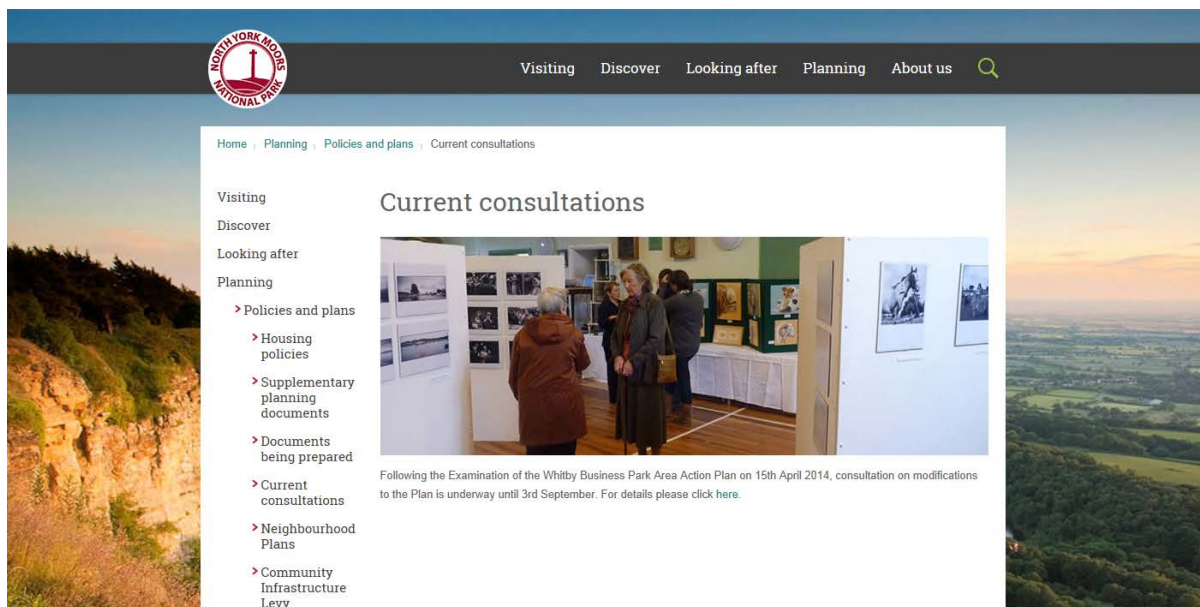 NORTH YORK MOORS
NATIONAL PARK
Visiting Discover Looking after Planning About us
Home Planning Policies and plans Current consultations
Visiting
Discover
Looking after
Planning
Policies and plans
Housing
policies
Supplementary
planning
documents
Documents
being prepared
Current
consultations
Neighbourhood
Plans
Community
Infrastructure
Levy
Current consultations
Following the Examination of the Whitby Business Park Area Action Plan on 15th April 2014, consultation on modifications
to the Plan is underway until 3rd September. For details please click here.